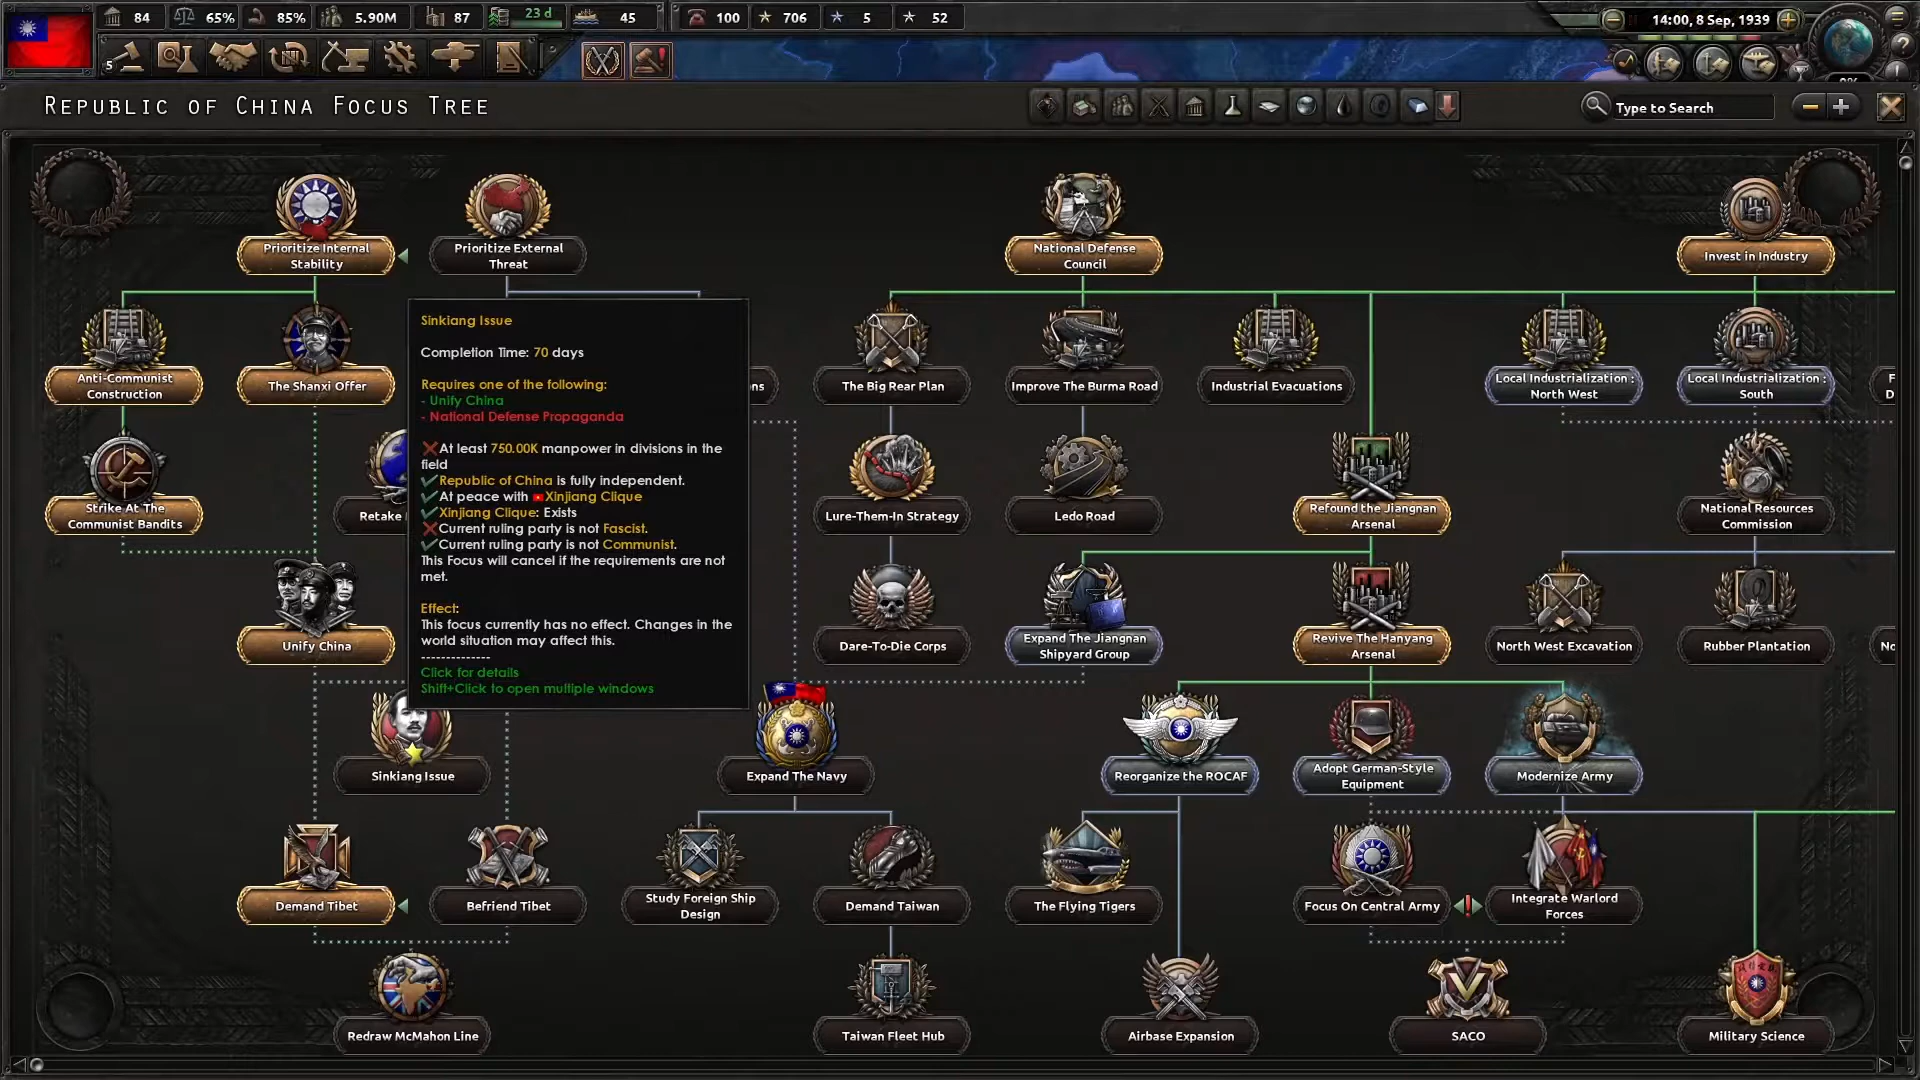 84
65%
85%
5.90M
87
23 d
45
100
706
5
52
14:00, 8 Sep, 1939
5
Republic of China Focus Tree
Type to Search
Prioritize Internal
Stability
Prioritize External
Threat
National Defense
Council
Invest in Industry
Anti-Communist
Construction
The Shanxi Offer
ons
The Big Rear Plan
Improve The Burma Road
Industrial Evacuations
Local Industrialization :
North West
Local Industrialization :
South
F
D
Sinkiang Issue
Completion Time: 70 days
Requires one of the following:
- Unify China
- National Defense Propaganda
At least 750.00K manpower in divisions in the
field
Republic of China is fully independent.
At peace with Xinjiang Clique
Xinjiang Clique: Exists
Current ruling party is not Fascist.
Current ruling party is not Communist.
This Focus will cancel if the requirements are not
met.
Effect:
This focus currently has no effect. Changes in the
world situation may affect this.
--------------
Click for details
Shift+Click to open multiple windows
Strike At The
Communist Bandits
Retake
Lure-Them-In Strategy
Ledo Road
Refound the Jiangnan
Arsenal
National Resources
Commission
Unify China
Dare-To-Die Corps
Expand The Jiangnan
Shipyard Group
Revive The Hanyang
Arsenal
North West Excavation
Rubber Plantation
No
Sinkiang Issue
Expand The Navy
Reorganize the ROCAF
Adopt German-Style
Equipment
Modernize Army
Demand Tibet
Befriend Tibet
Study Foreign Ship
Design
Demand Taiwan
The Flying Tigers
Focus On Central Army
Integrate Warlord
Forces
Redraw McMahon Line
Taiwan Fleet Hub
Airbase Expansion
SACO
Military Science